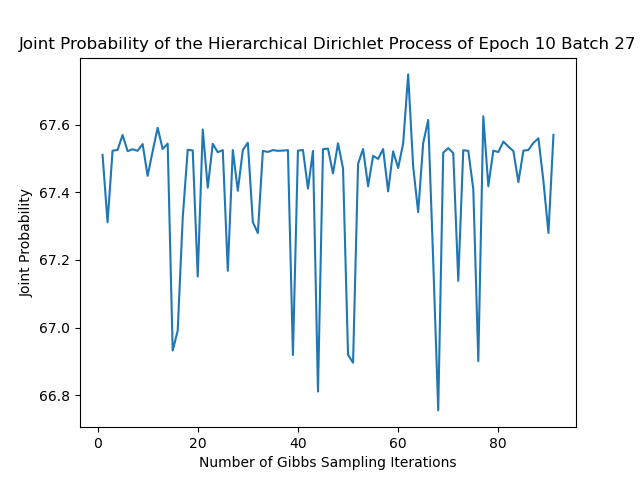 Joint Probability of the Hierarchical Dirichlet Process of Epoch 10 Batch 27
67.6
67.4
67.2
67.0
66.8
Joint Probability
0 20 40 60 80
Number of Gibbs Sampling Iterations